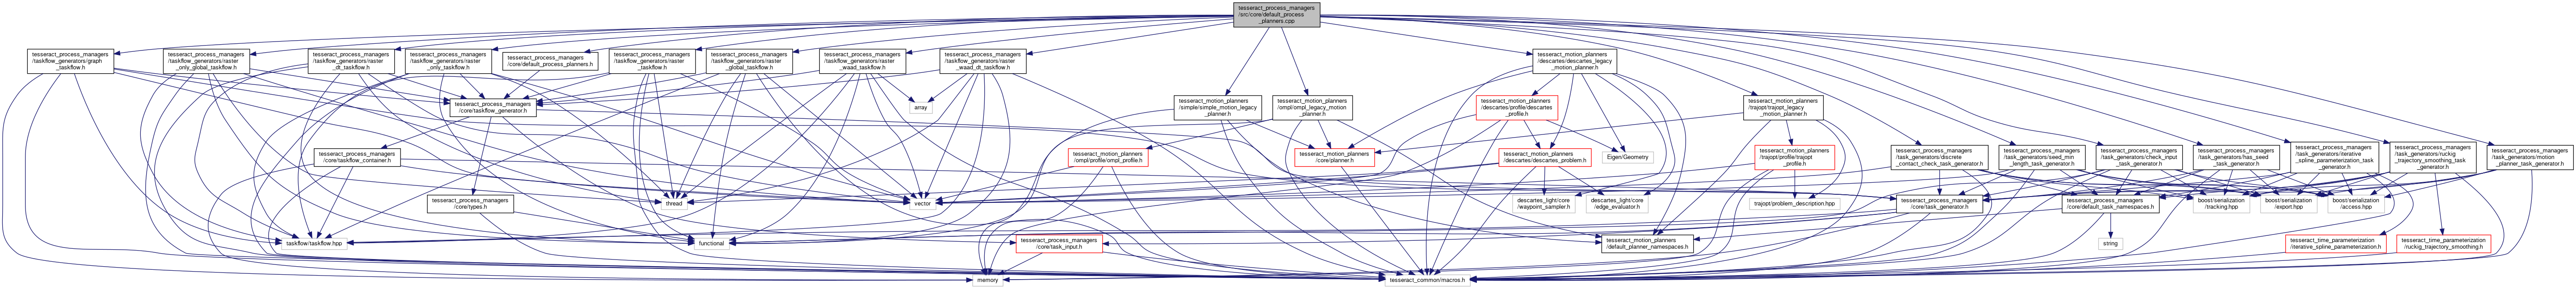 tesseract_process_managers
/src/core/default_process
_planners.cpp
tesseract_process_managers
/taskflow_generators/graph
_taskflow.h
tesseract_process_managers
/taskflow_generators/raster
_only_global_taskflow.h
tesseract_process_managers
/taskflow_generators/raster
_dt_taskflow.h
tesseract_process_managers
/taskflow_generators/raster
_only_taskflow.h
tesseract_process_managers
/core/default_process_planners.h
tesseract_process_managers
/taskflow_generators/raster
_taskflow.h
tesseract_process_managers
/taskflow_generators/raster
_global_taskflow.h
tesseract_process_managers
/taskflow_generators/raster
_waad_taskflow.h
tesseract_process_managers
/taskflow_generators/raster
_waad_dt_taskflow.h
tesseract_motion_planners
/descartes/descartes_legacy
_motion_planner.h
tesseract_process_managers
/core/taskflow_generator.h
array
tesseract_motion_planners
/simple/simple_motion_legacy
_planner.h
tesseract_motion_planners
/ompl/ompl_legacy_motion
_planner.h
tesseract_motion_planners
/descartes/profile/descartes
_profile.h
tesseract_motion_planners
/trajopt/trajopt_legacy
_motion_planner.h
tesseract_process_managers
/core/taskflow_container.h
tesseract_motion_planners
/ompl/profile/ompl_profile.h
tesseract_motion_planners
/core/planner.h
tesseract_motion_planners
/descartes/descartes_problem.h
Eigen/Geometry
tesseract_motion_planners
/trajopt/profile/trajopt
_profile.h
tesseract_process_managers
/task_generators/discrete
_contact_check_task_generator.h
tesseract_process_managers
/task_generators/seed_min
_length_task_generator.h
tesseract_process_managers
/task_generators/check_input
_task_generator.h
tesseract_process_managers
/task_generators/has_seed
_task_generator.h
tesseract_process_managers
/task_generators/iterative
_spline_parameterization_task
_generator.h
tesseract_process_managers
/task_generators/ruckig
_trajectory_smoothing_task
_generator.h
tesseract_process_managers
/task_generators/motion
_planner_task_generator.h
tesseract_process_managers
/core/types.h
thread
vector
descartes_light/core
/waypoint_sampler.h
descartes_light/core
/edge_evaluator.h
trajopt/problem_description.hpp
tesseract_process_managers
/core/task_generator.h
tesseract_process_managers
/core/default_task_namespaces.h
boost/serialization
/tracking.hpp
boost/serialization
/export.hpp
boost/serialization
/access.hpp
taskflow/taskflow.hpp
functional
tesseract_process_managers
/core/task_input.h
tesseract_motion_planners
/default_planner_namespaces.h
string
tesseract_time_parameterization
/iterative_spline_parameterization.h
tesseract_time_parameterization
/ruckig_trajectory_smoothing.h
memory
tesseract_common/macros.h